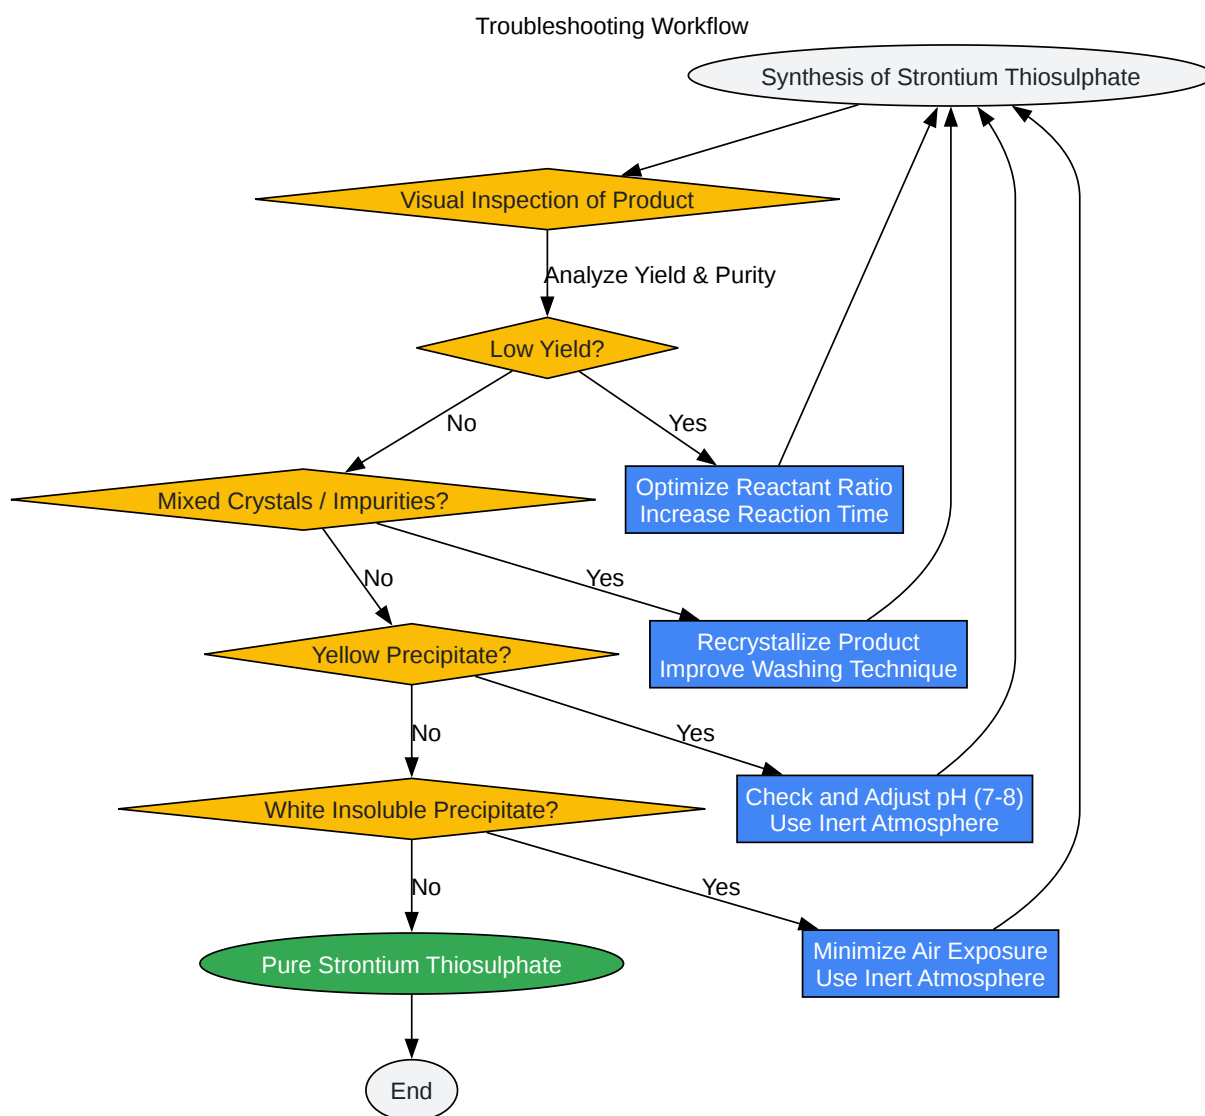 Troubleshooting Workflow
Synthesis of Strontium Thiosulphate
Visual Inspection of Product
Analyze Yield & Purity
Low Yield?
No
Yes
Mixed Crystals / Impurities?
Optimize Reactant Ratio
Increase Reaction Time
No
Yes
Yellow Precipitate?
Recrystallize Product
Improve Washing Technique
No
Yes
White Insoluble Precipitate?
Check and Adjust pH (7-8)
Use Inert Atmosphere
No
Yes
Pure Strontium Thiosulphate
Minimize Air Exposure
Use Inert Atmosphere
End